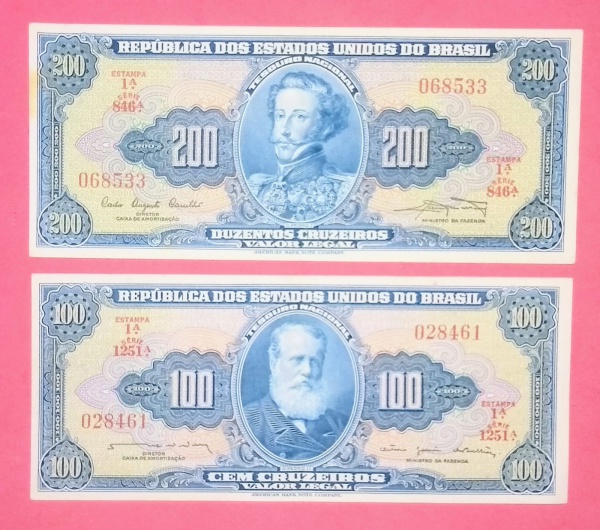 200 REPÚBLICA DOS ESTADOS UNIDOS DO BRASIL 200
TESOURO NACIONAL
ESTAMPA
1ª
SÉRIE
846ª
068533
200 200
·200· ·200·
068533
ESTAMPA
1ª
SÉRIE
846ª
DIRETOR
CAIXA DE AMORTIZAÇÃO
MINISTRO DA FAZENDA
200 DUZENTOS CRUZEIROS 200
VALOR LEGAL
AMERICAN BANK NOTE COMPANY
100 REPÚBLICA DOS ESTADOS UNIDOS DO BRASIL 100
TESOURO NACIONAL
ESTAMPA
1ª
SÉRIE
1251ª
028461
100 100
·100· ·100·
028461
ESTAMPA
1ª
SÉRIE
1251ª
DIRETOR
CAIXA DE AMORTIZAÇÃO
MINISTRO DA FAZENDA
100 CEM CRUZEIROS 100
VALOR LEGAL
AMERICAN BANK NOTE COMPANY